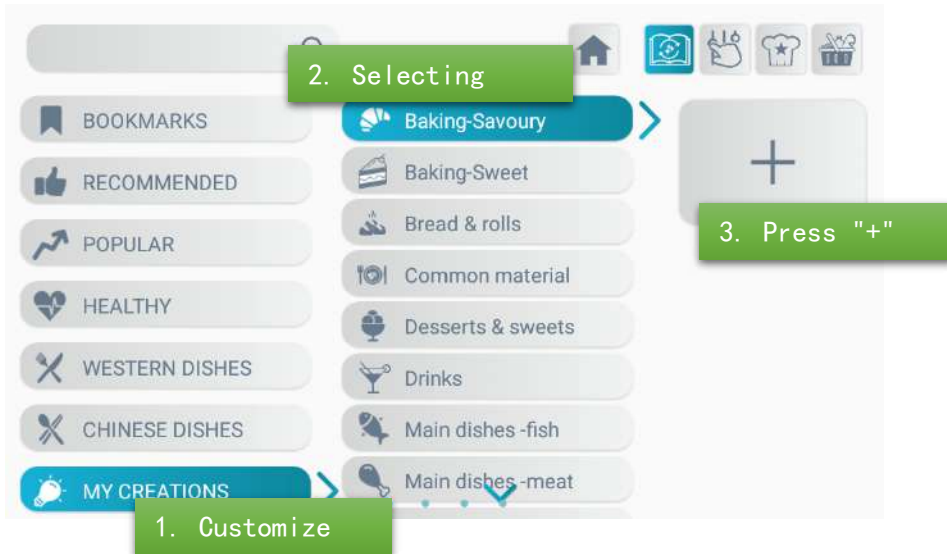 2. Selecting
BOOKMARKS
RECOMMENDED
POPULAR
HEALTHY
WESTERN DISHES
CHINESE DISHES
MY CREATIONS
1. Customize
Baking-Savoury
Baking-Sweet
Bread & rolls
Common material
Desserts & sweets
Drinks
Main dishes -fish
Main dishes -meat
3. Press "+"